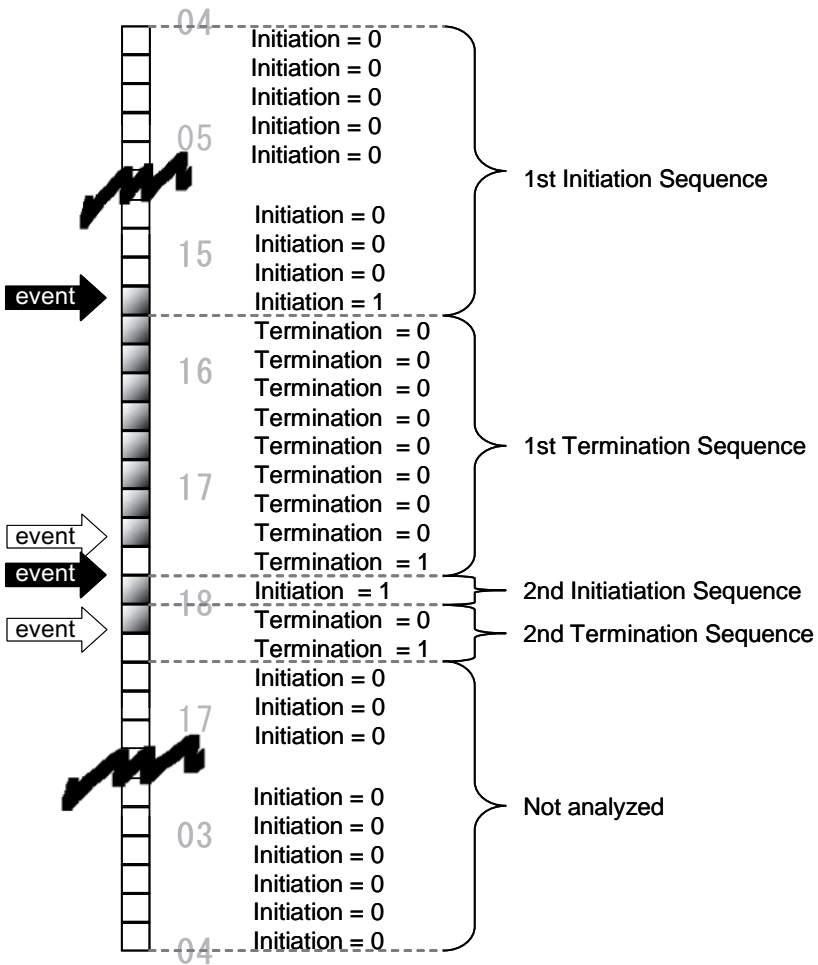 04
Initiation = 0
Initiation = 0
Initiation = 0
Initiation = 0
05
Initiation = 0
1st Initiation Sequence
Initiation = 0
Initiation = 0
15
Initiation = 0
event
Initiation = 1
Termination = 0
Termination = 0
16
Termination = 0
Termination = 0
Termination = 0
1st Termination Sequence
Termination = 0
17
Termination = 0
Termination = 0
event
Termination = 1
event
Initiation = 1
2nd Initiatiation Sequence
18
Termination = 0
event
2nd Termination Sequence
Termination = 1
Initiation = 0
Initiation = 0
17
Initiation = 0
Initiation = 0
Not analyzed
Initiation = 0
03
Initiation = 0
Initiation = 0
Initiation = 0
Initiation = 0
04